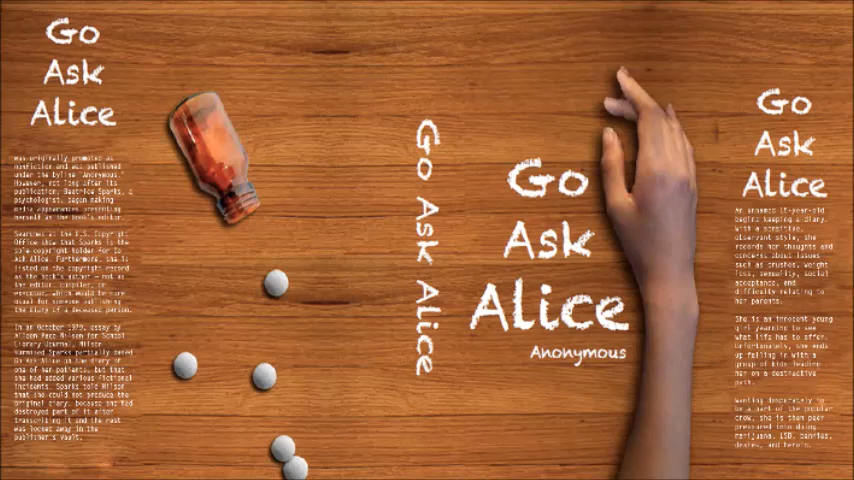 Go
Ask
Alice
was originally promoted as
nonfiction and was published
under the byline "Anonymous."
However, not long after its
publication, Beatrice Sparks, a
psychologist, began making
media appearances presenting
herself as the book's editor.
Searches at the U.S. Copyright
Office show that Sparks is the
sole copyright holder for Go
Ask Alice. Furthermore, she is
listed on the copyright record
as the book's author — not as
the editor, compiler, or
executor, which would be more
usual for someone publishing
the diary of a deceased person.
In an October 1979, essay by
Alleen Pace Nilsen for School
Library Journal, Nilsen
surmised Sparks partially based
Go Ask Alice on the diary of
one of her patients, but that
she had added various fictional
incidents. Sparks told Nilsen
that she could not produce the
original diary, because she had
destroyed part of it after
transcribing it and the rest
was locked away in the
publisher's vault.
Go Ask Alice
Go
Ask
Alice
Anonymous
Go
Ask
Alice
An unnamed 15-year-old
begins keeping a diary.
With a sensitive,
observant style, she
records her thoughts and
concerns about issues
such as crushes, weight
loss, sexuality, social
acceptance, and
difficulty relating to
her parents.
She is an innocent young
girl yearning to see
what life has to offer.
Unfortunately, she ends
up falling in with a
group of kids leading
her on a destructive
path.
Wanting desperately to
be a part of the popular
crow, she is them peer
pressured into doing
marijuana, LSD, bennies,
dexies, and heroin.